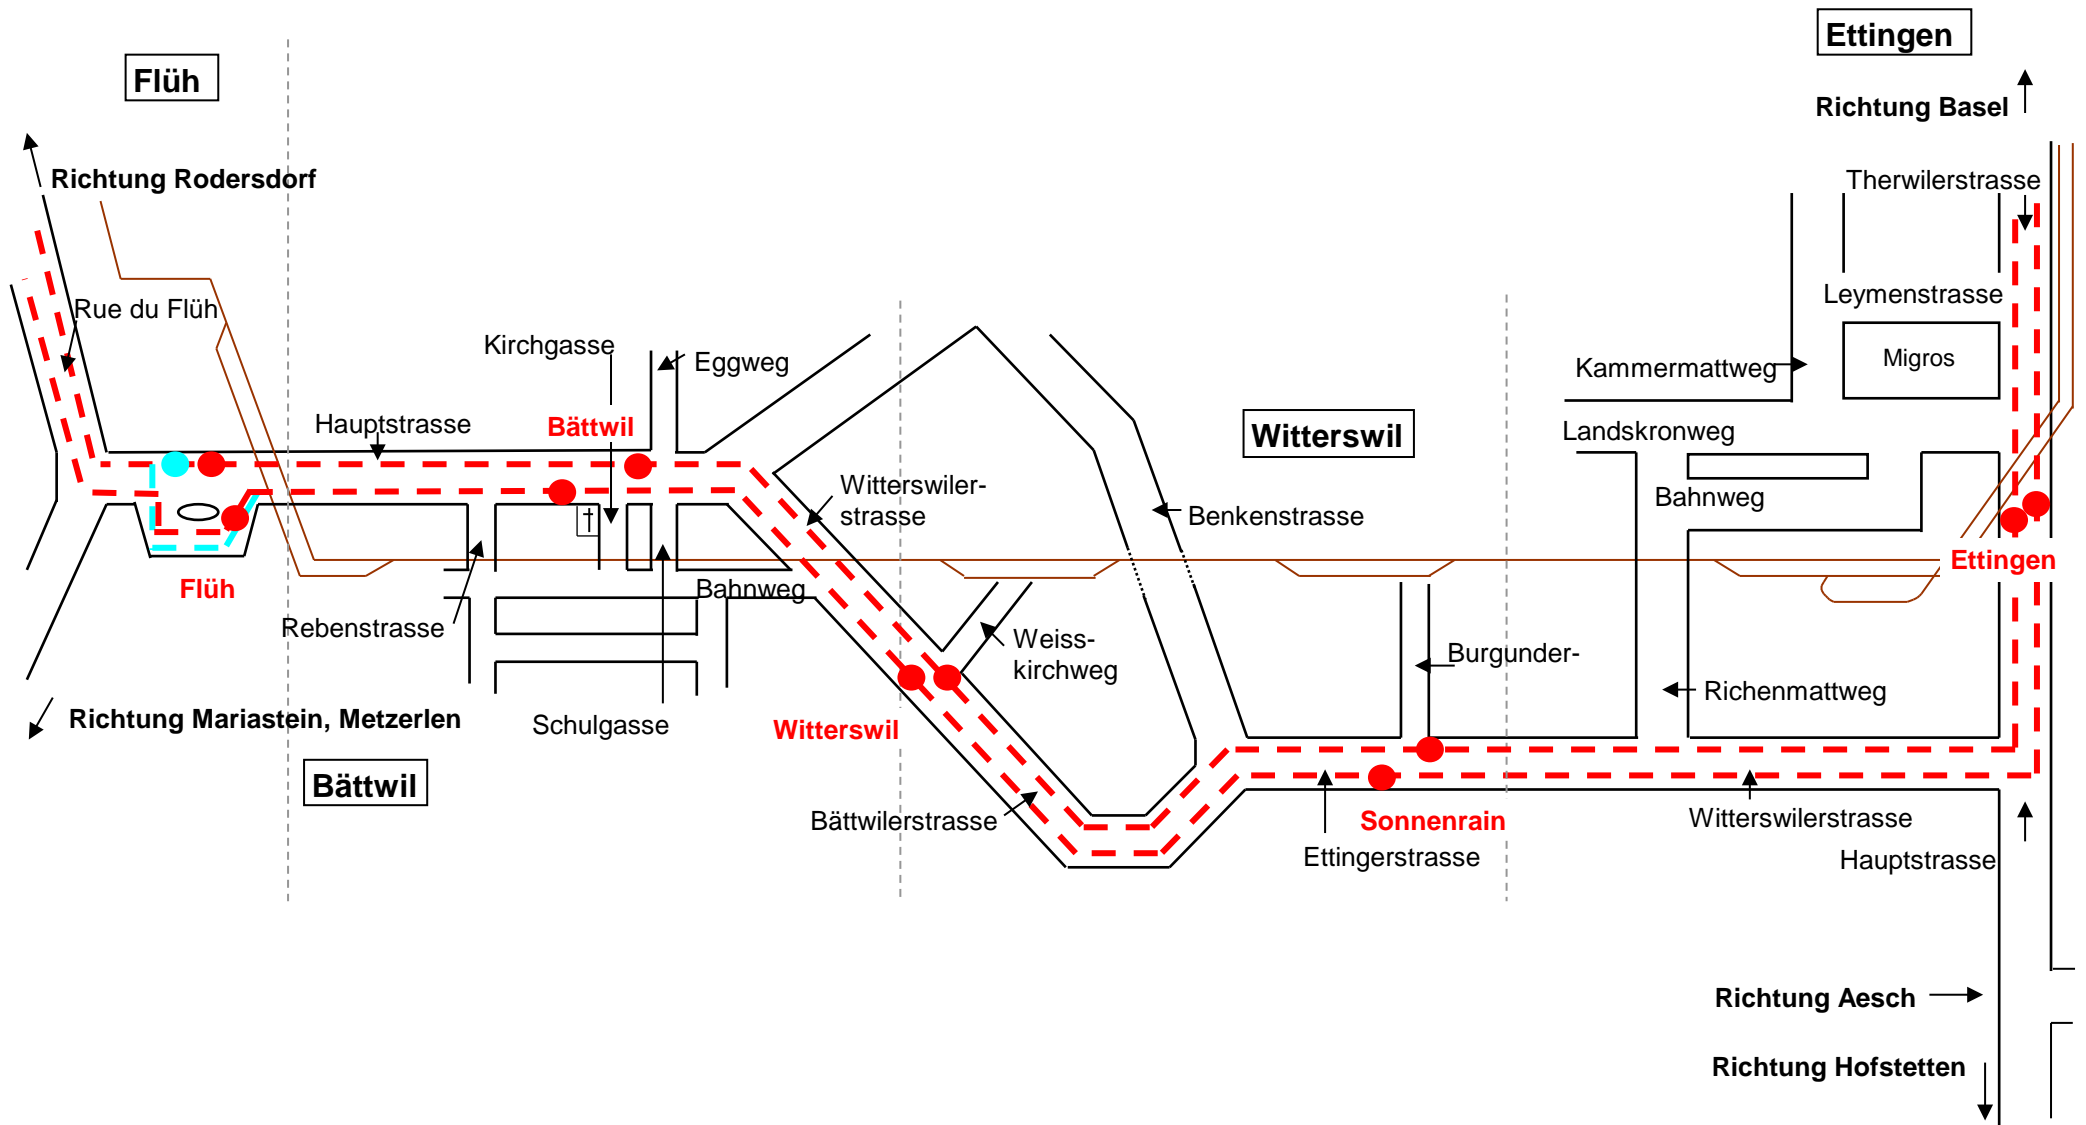 Ettingen
Flüh
Richtung Basel
Richtung Rodersdorf
Therwilerstrasse
Leymenstrasse
Rue du Flüh
Kirchgasse
Eggweg
Migros
Kammermattweg
Hauptstrasse
Bättwil
Witterswil
Landskronweg
Witterswiler-
strasse
Bahnweg
Benkenstrasse
Ettingen
Flüh
Bahnweg
Rebenstrasse
Weiss-
kirchweg
Burgunder-
Richenmattweg
Richtung Mariastein, Metzerlen
Schulgasse
Witterswil
Bättwil
Bättwilerstrasse
Sonnenrain
Witterswilerstrasse
Ettingerstrasse
Hauptstrasse
Richtung Aesch
Richtung Hofstetten